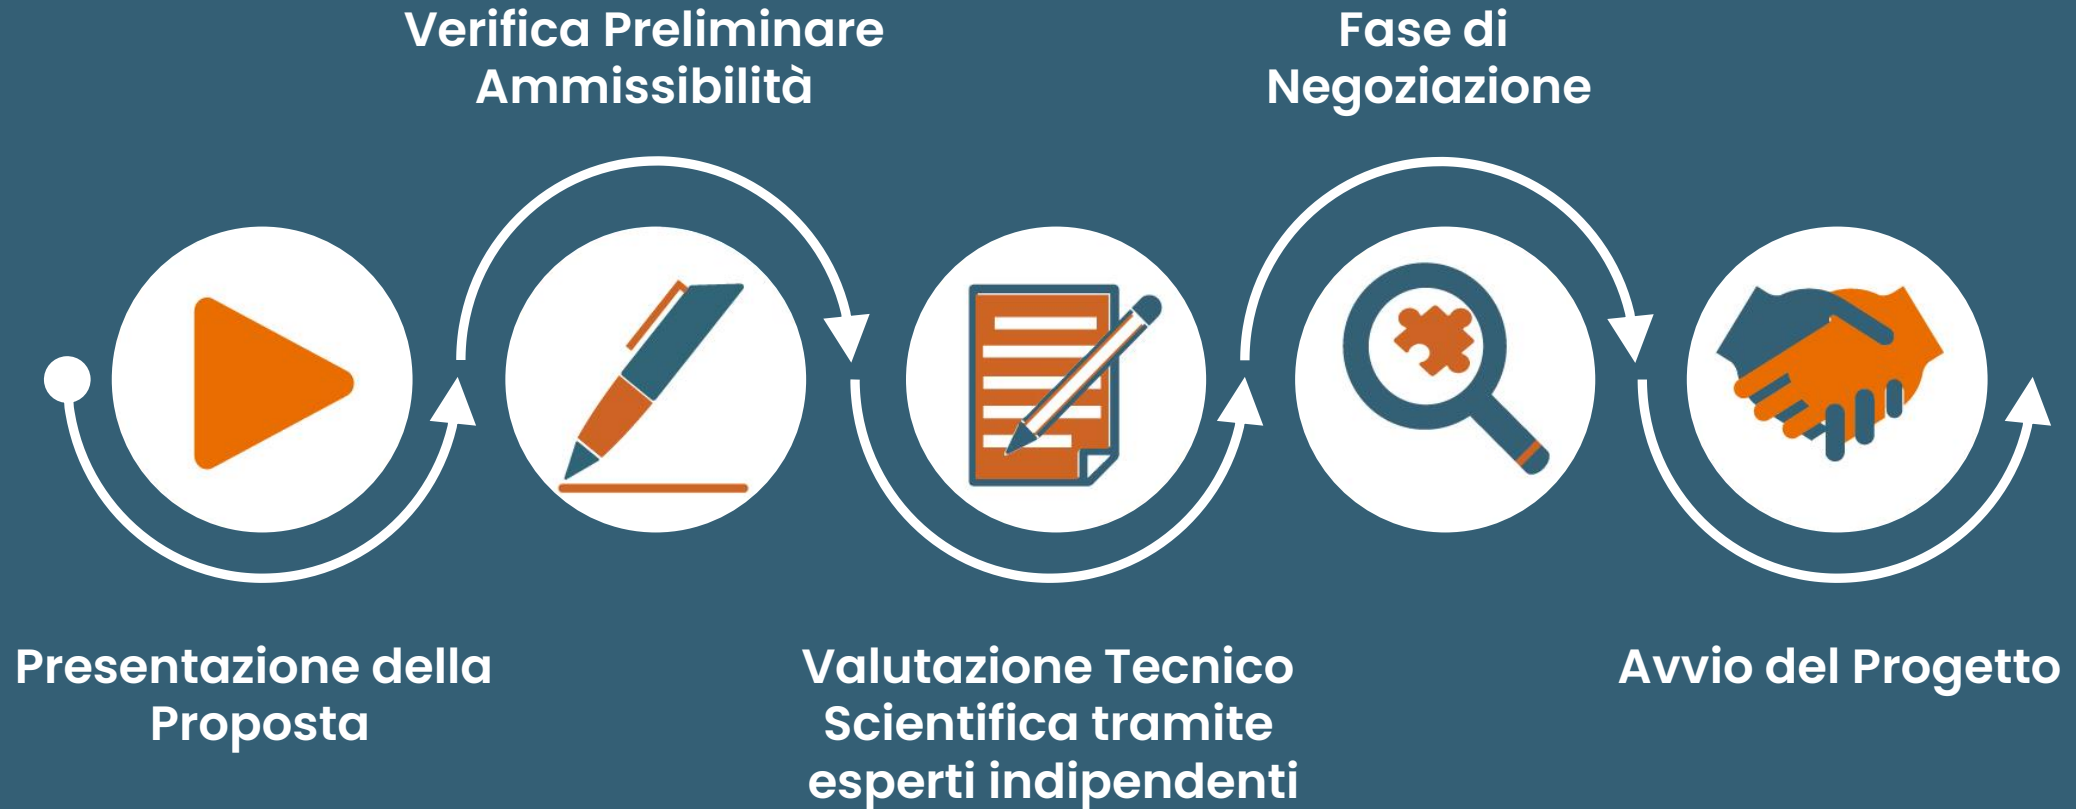 Verifica Preliminare
Ammissibilità
Fase di
Negoziazione
Presentazione della
Proposta
Valutazione Tecnico
Scientifica tramite
esperti indipendenti
Avvio del Progetto